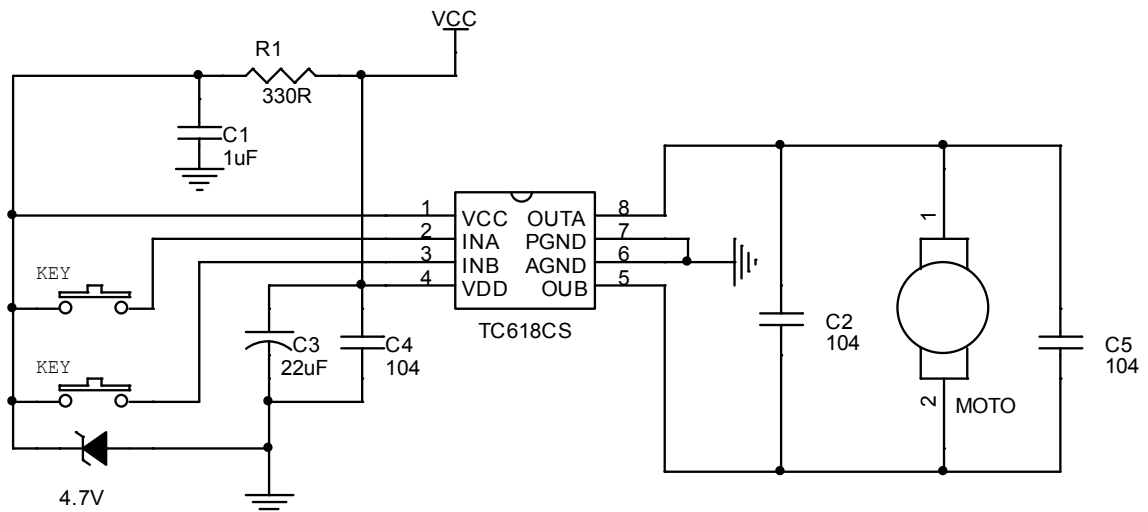 VCC
R1
330R
C1
1uF
1 VCC OUTA 8
2 INA PGND 7
3 INB AGND 6
4 VDD OUB 5
TC618CS
KEY
KEY
C3
22uF
C4
104
4.7V
C2
104
1
2
MOTO
C5
104